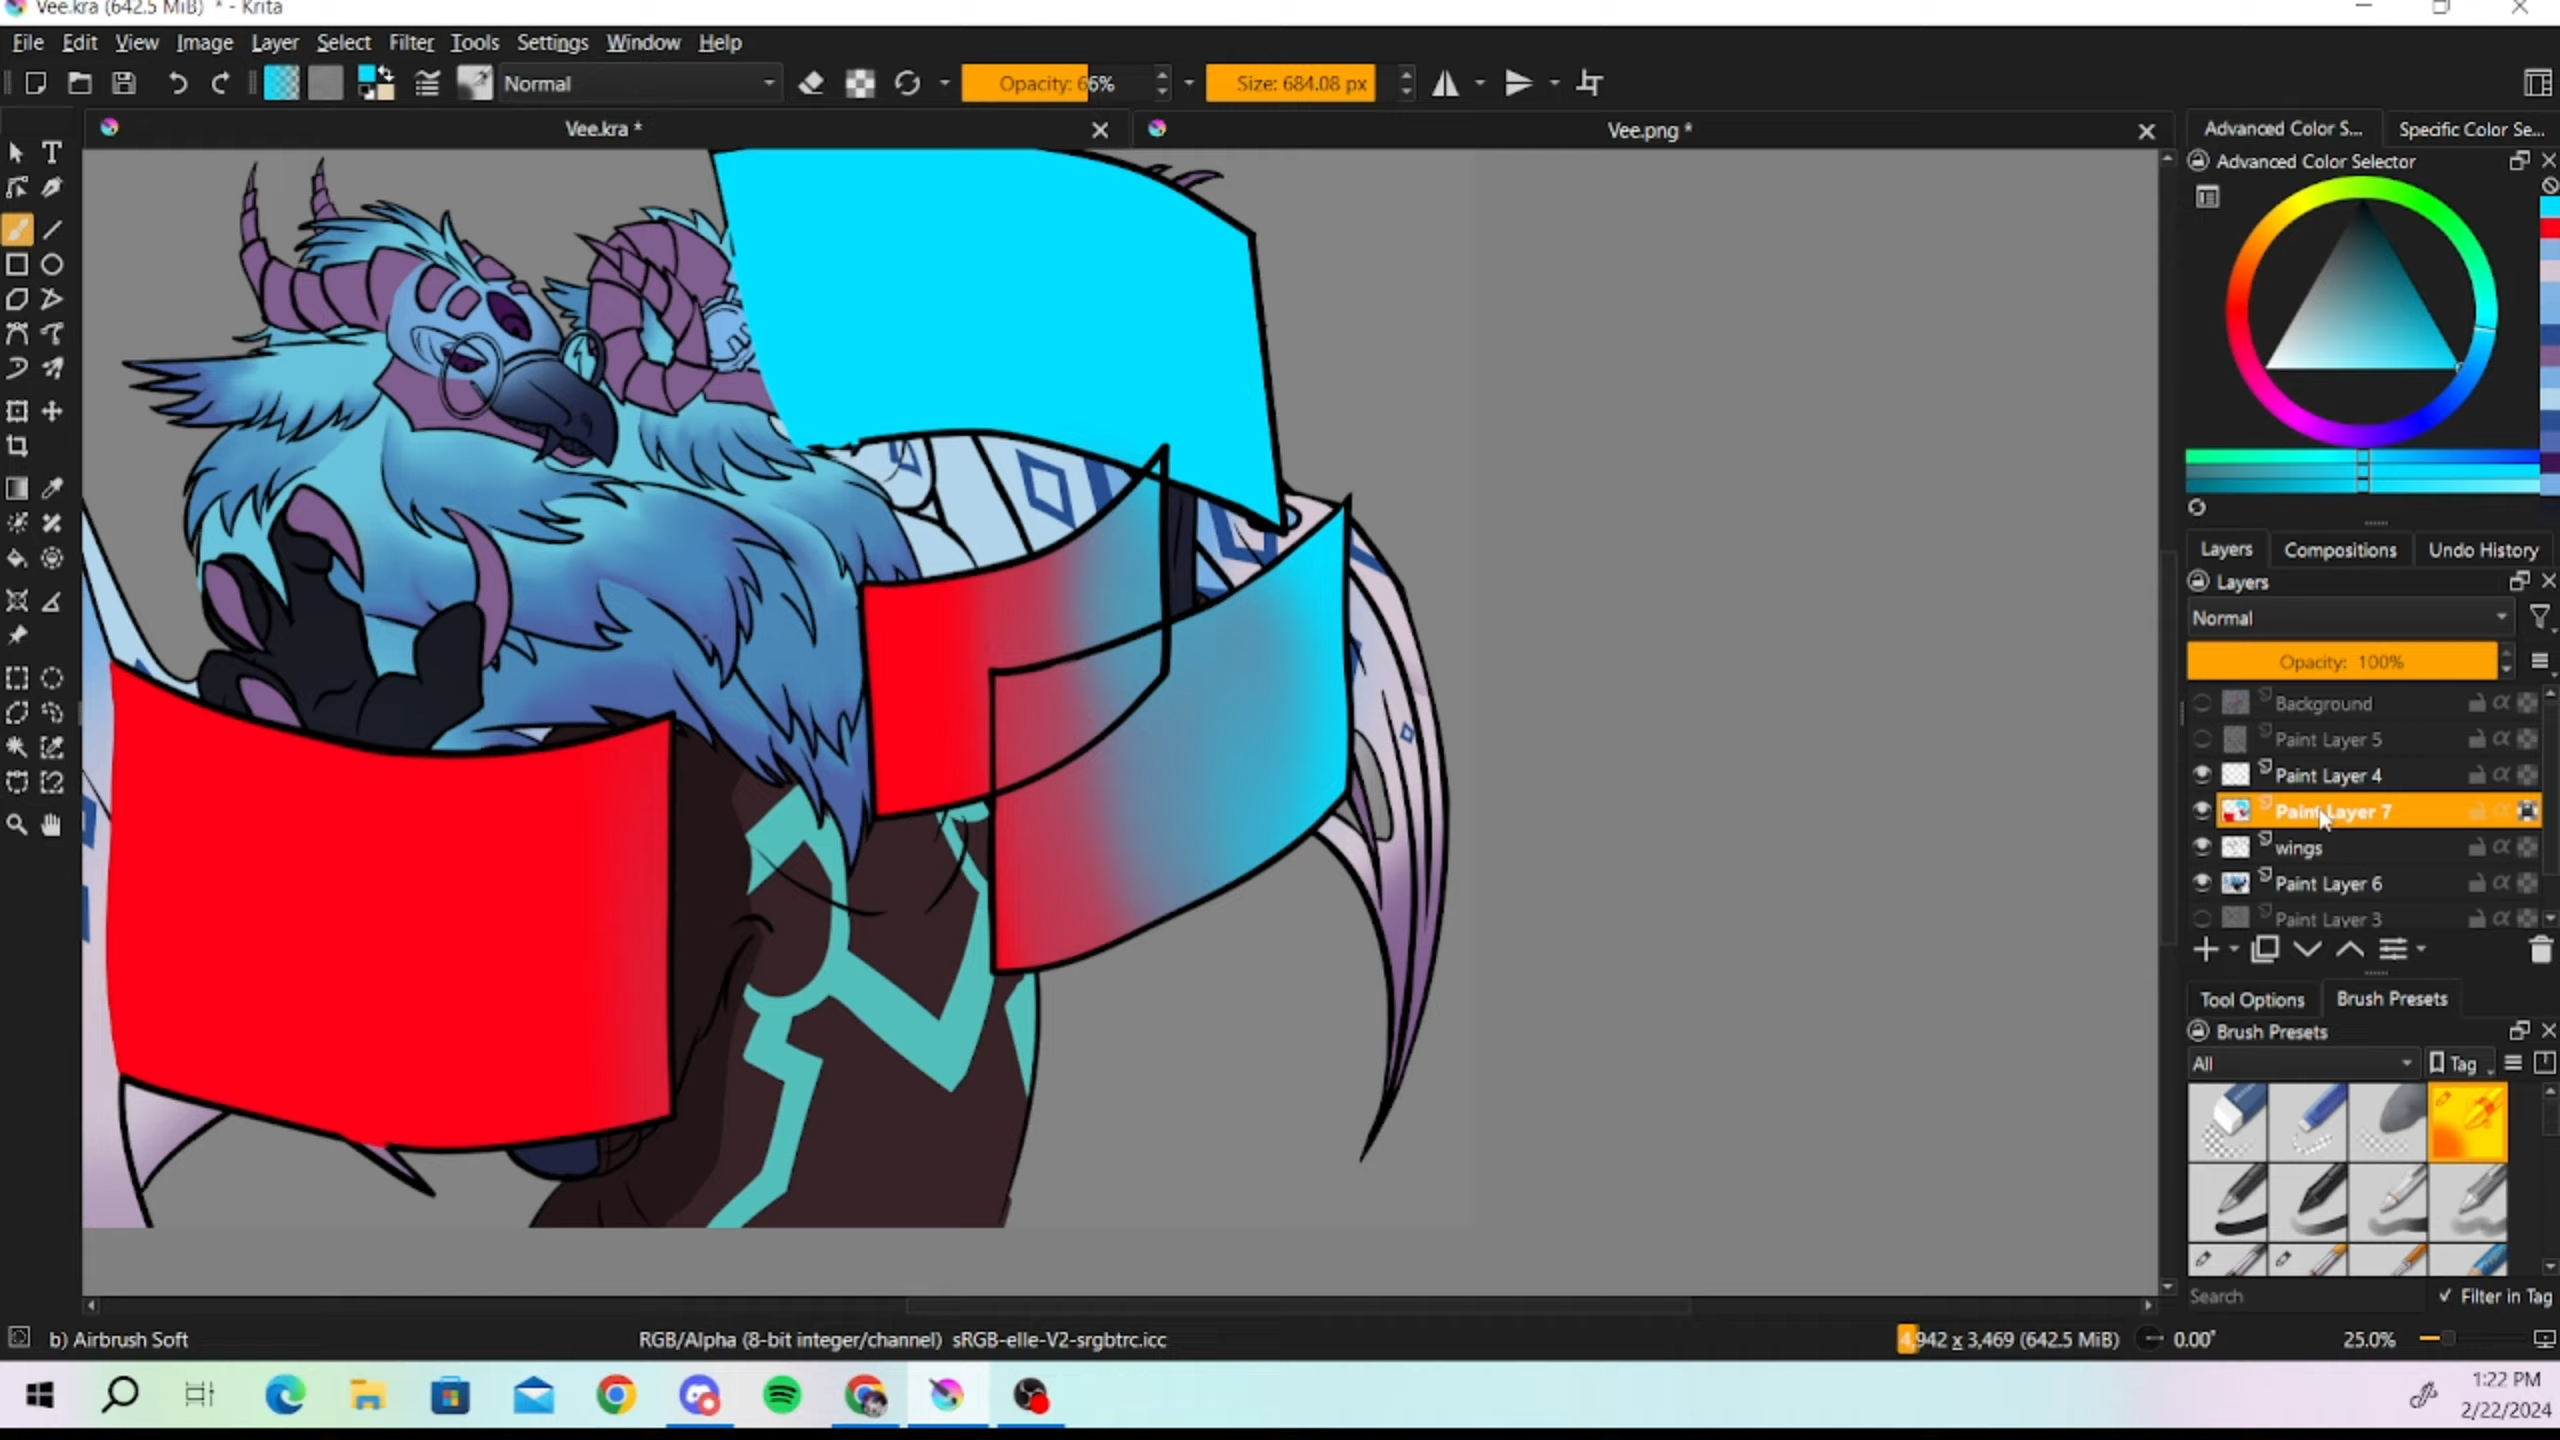 Vee.kra (642.5 MiB) * - Krita
File Edit View Image Layer Select Filter Tools Settings Window Help
Normal
Opacity: 66%
Size: 684.08 px
Vee.kra *
Vee.png *
Advanced Color S...
Specific Color Se...
Advanced Color Selector
Layers
Compositions
Undo History
Layers
Normal
Opacity: 100%
Background
Paint Layer 5
Paint Layer 4
Paint Layer 7
wings
Paint Layer 6
Paint Layer 3
Tool Options
Brush Presets
Brush Presets
All
Tag
Search
Filter in Tag
b) Airbrush Soft
RGB/Alpha (8-bit integer/channel) sRGB-elle-V2-srgbtrc.icc
4,942 x 3,469 (642.5 MiB)
0.00°
25.0%
1:22 PM
2/22/2024